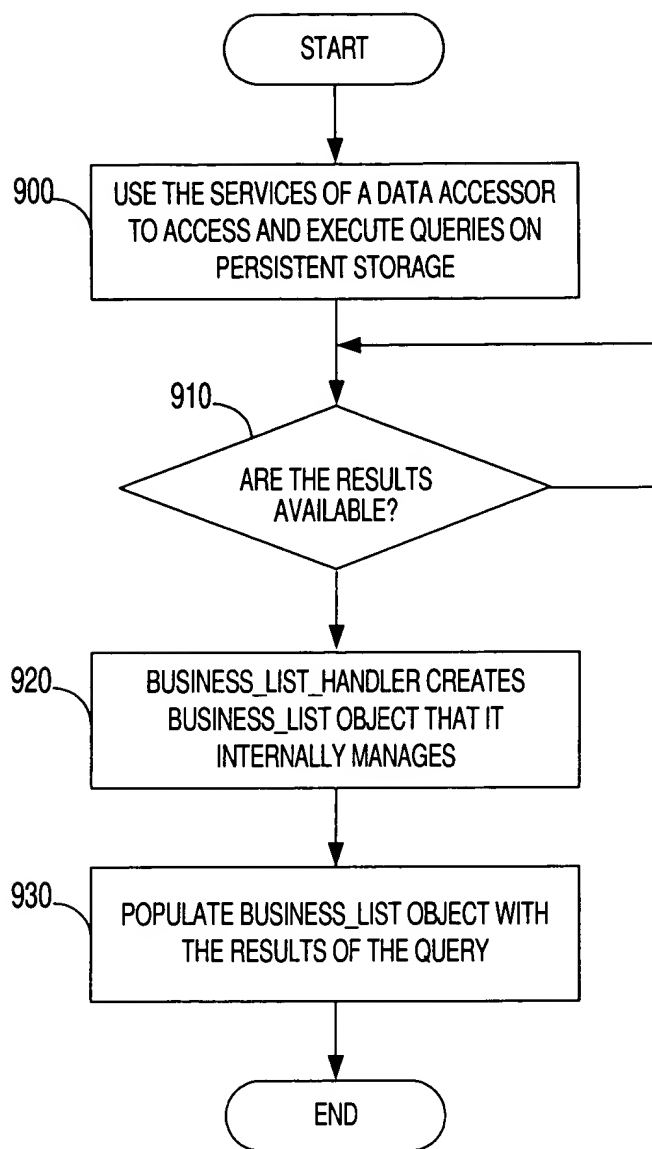 START
900
USE THE SERVICES OF A DATA ACCESSOR
TO ACCESS AND EXECUTE QUERIES ON
PERSISTENT STORAGE
910
ARE THE RESULTS
AVAILABLE?
920
BUSINESS_LIST_HANDLER CREATES
BUSINESS_LIST OBJECT THAT IT
INTERNALLY MANAGES
930
POPULATE BUSINESS_LIST OBJECT WITH
THE RESULTS OF THE QUERY
END